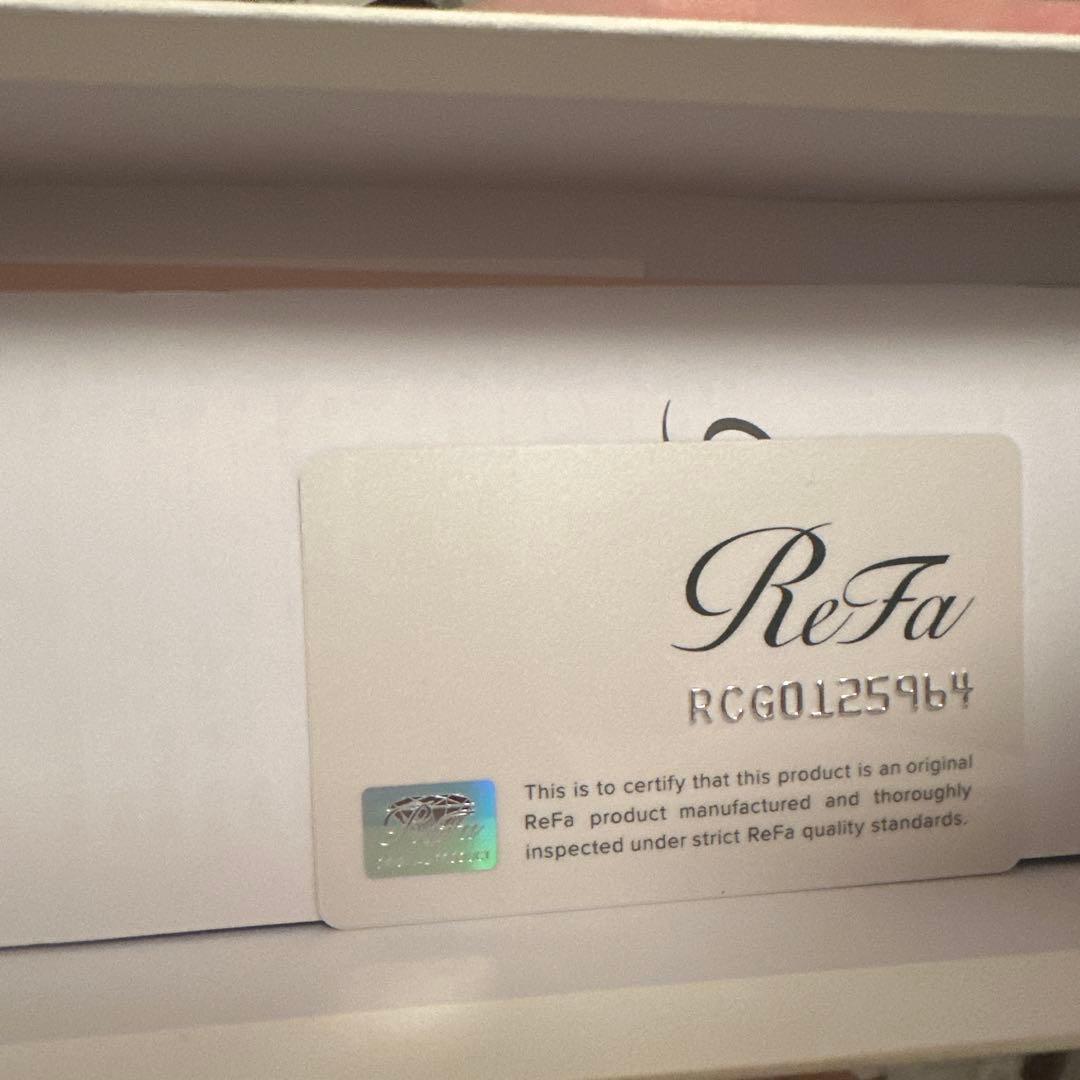 ReFa
RCG0125964
This is to certify that this product is an original
ReFa product manufactured and thoroughly
inspected under strict ReFa quality standards.